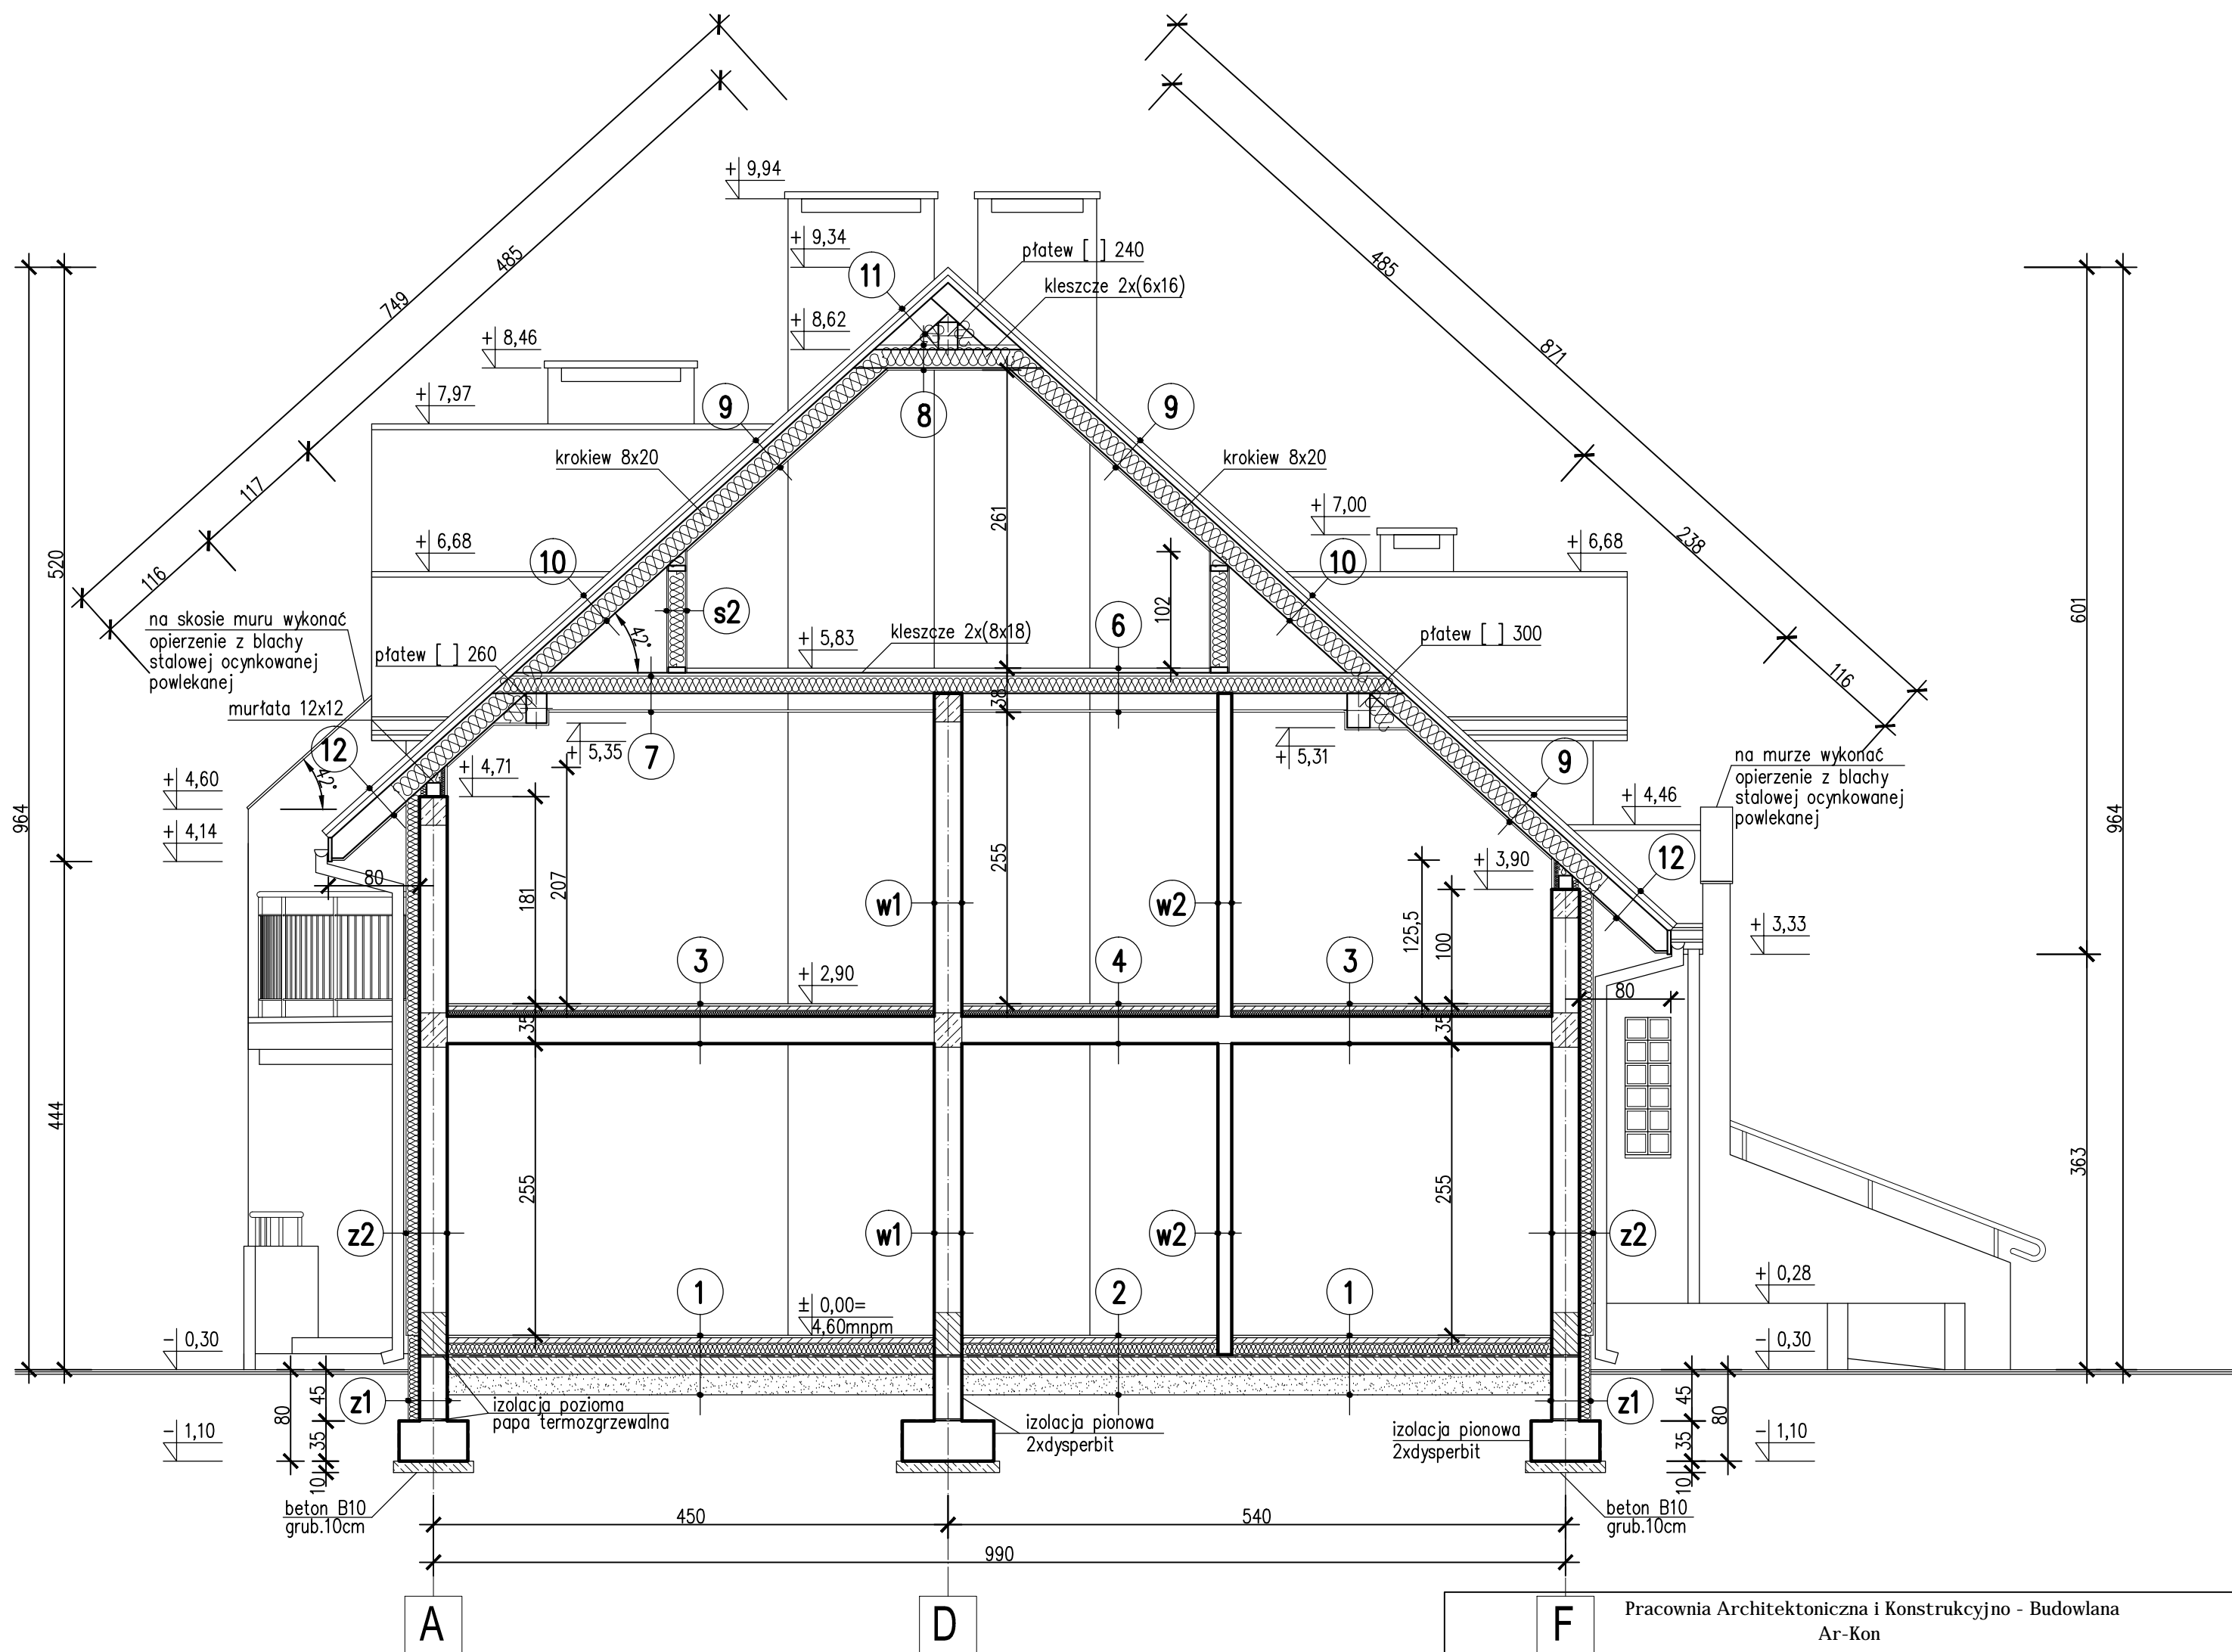 + 9,94
+ 9,34
płatew [ ] 240
kleszcze 2x(6x16)
11
485
749
485
871
+ 8,62
+ 8,46
+ 7,97
9
8
9
krokiew 8x20
krokiew 8x20
117
116
261
+ 7,00
+ 6,68
+ 6,68
238
116
520
601
10
10
s2
102
6
42°
+ 5,83
kleszcze 2x(8x18)
na skosie muru wykonać
opierzenie z blachy
stalowej ocynkowanej
powlekanej
płatew [ ] 260
płatew [ ] 300
murłata 12x12
38
12
7
+ 5,35
+ 5,31
9
42°
+ 4,71
+ 4,60
+ 4,14
+ 4,46
na murze wykonać
opierzenie z blachy
stalowej ocynkowanej
powlekanej
964
964
80
181
207
255
w1
w2
125,5
100
+ 3,90
12
+ 3,33
3
+ 2,90
4
3
80
35
35
444
363
255
255
z2
w1
w2
z2
1
± 0,00=
4,60mnpm
2
1
+ 0,28
- 0,30
- 0,30
z1
z1
80
45
35
10
45
35
10
80
- 1,10
- 1,10
izolacja pozioma
papa termozgrzewalna
izolacja pionowa
2xdysperbit
izolacja pionowa
2xdysperbit
beton B10
grub.10cm
beton B10
grub.10cm
450
540
990
A
D
F
Pracownia Architektoniczna i Konstrukcyjno - Budowlana
Ar-Kon